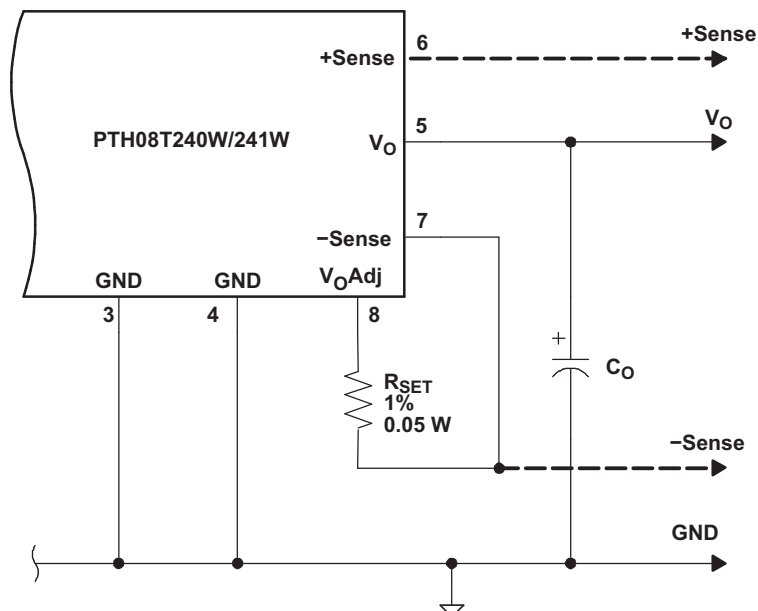 +Sense
6
+Sense
PTH08T240W/241W
5
VO
VO
7
−Sense
GND
GND
VOAdj
3
4
8
+
CO
RSET
1%
0.05 W
−Sense
GND